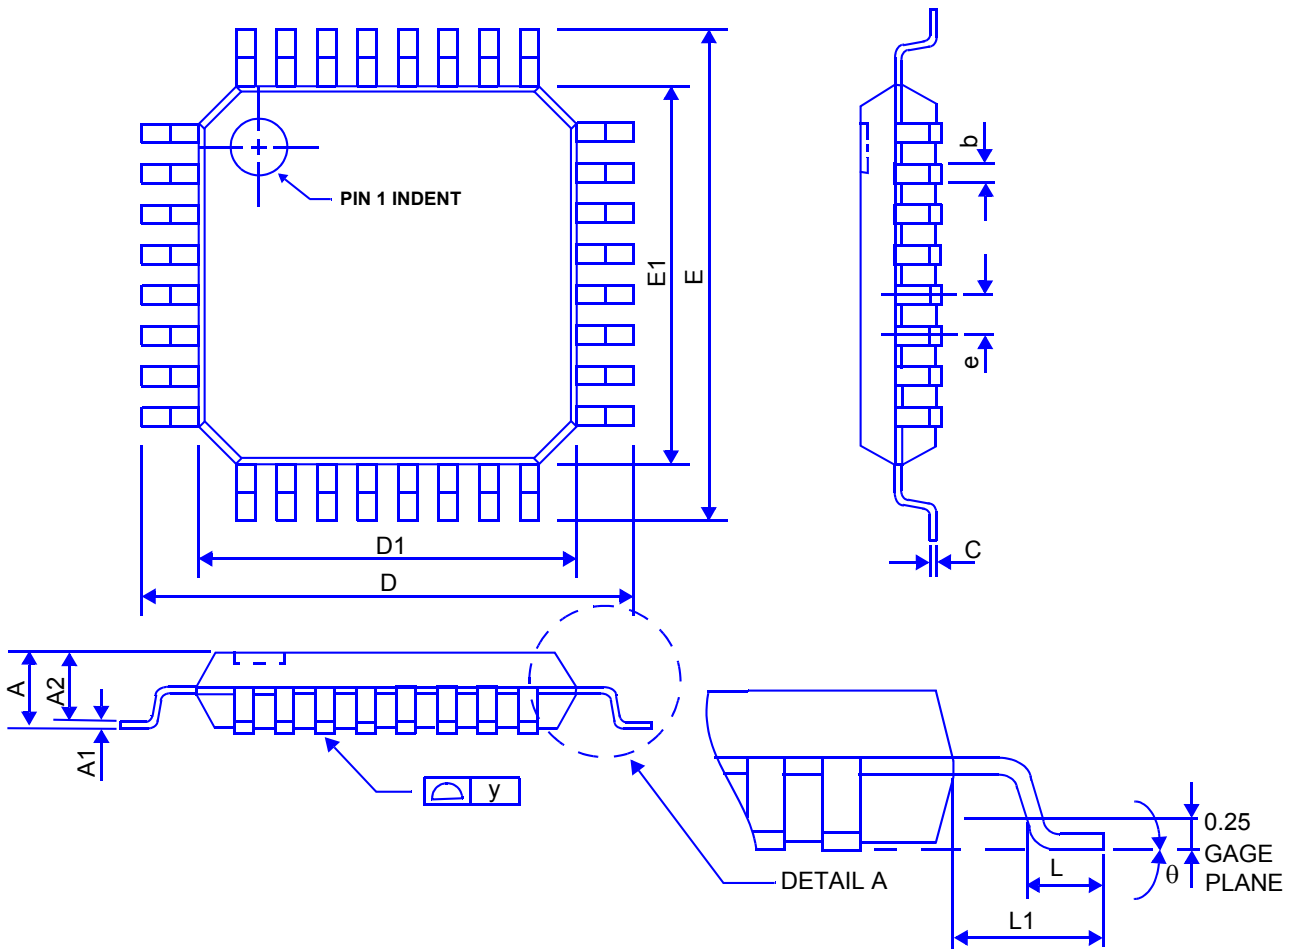 PIN 1 INDENT
E1
E
b
e
D1
D
C
A
A2
A1
y
DETAIL A
0.25
GAGE
PLANE
θ
L
L1